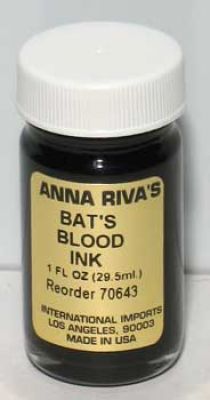 ANNA RIVA'S
BAT'S
BLOOD
INK
1 FL OZ (29.5ml.)
Reorder 70643
INTERNATIONAL IMPORTS
LOS ANGELES, 90003
MADE IN USA